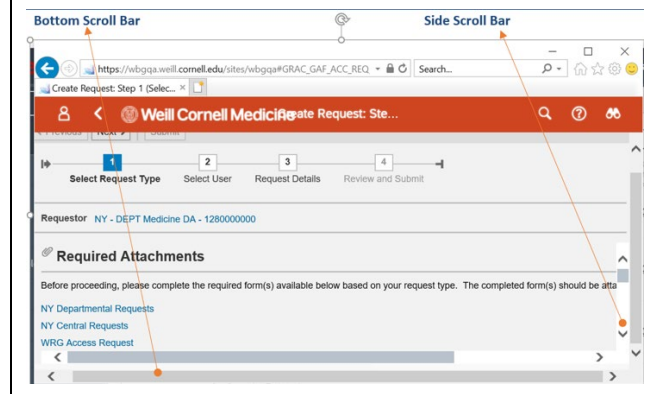 Bottom Scroll Bar
Side Scroll Bar
https://wbgqa.weill.cornell.edu/sites/wbgqa#GRAC_GAF_ACC_REQ
Search...
Create Request: Step 1 (Selec...
Weill Cornell Medicine
Create Request: Ste...
Previous Next Submit
1 2 3 4
Select Request Type Select User Request Details Review and Submit
Requestor NY - DEPT Medicine DA - 1280000000
Required Attachments
Before proceeding, please complete the required form(s) available below based on your request type. The completed form(s) should be atta
NY Departmental Requests
NY Central Requests
WRG Access Request